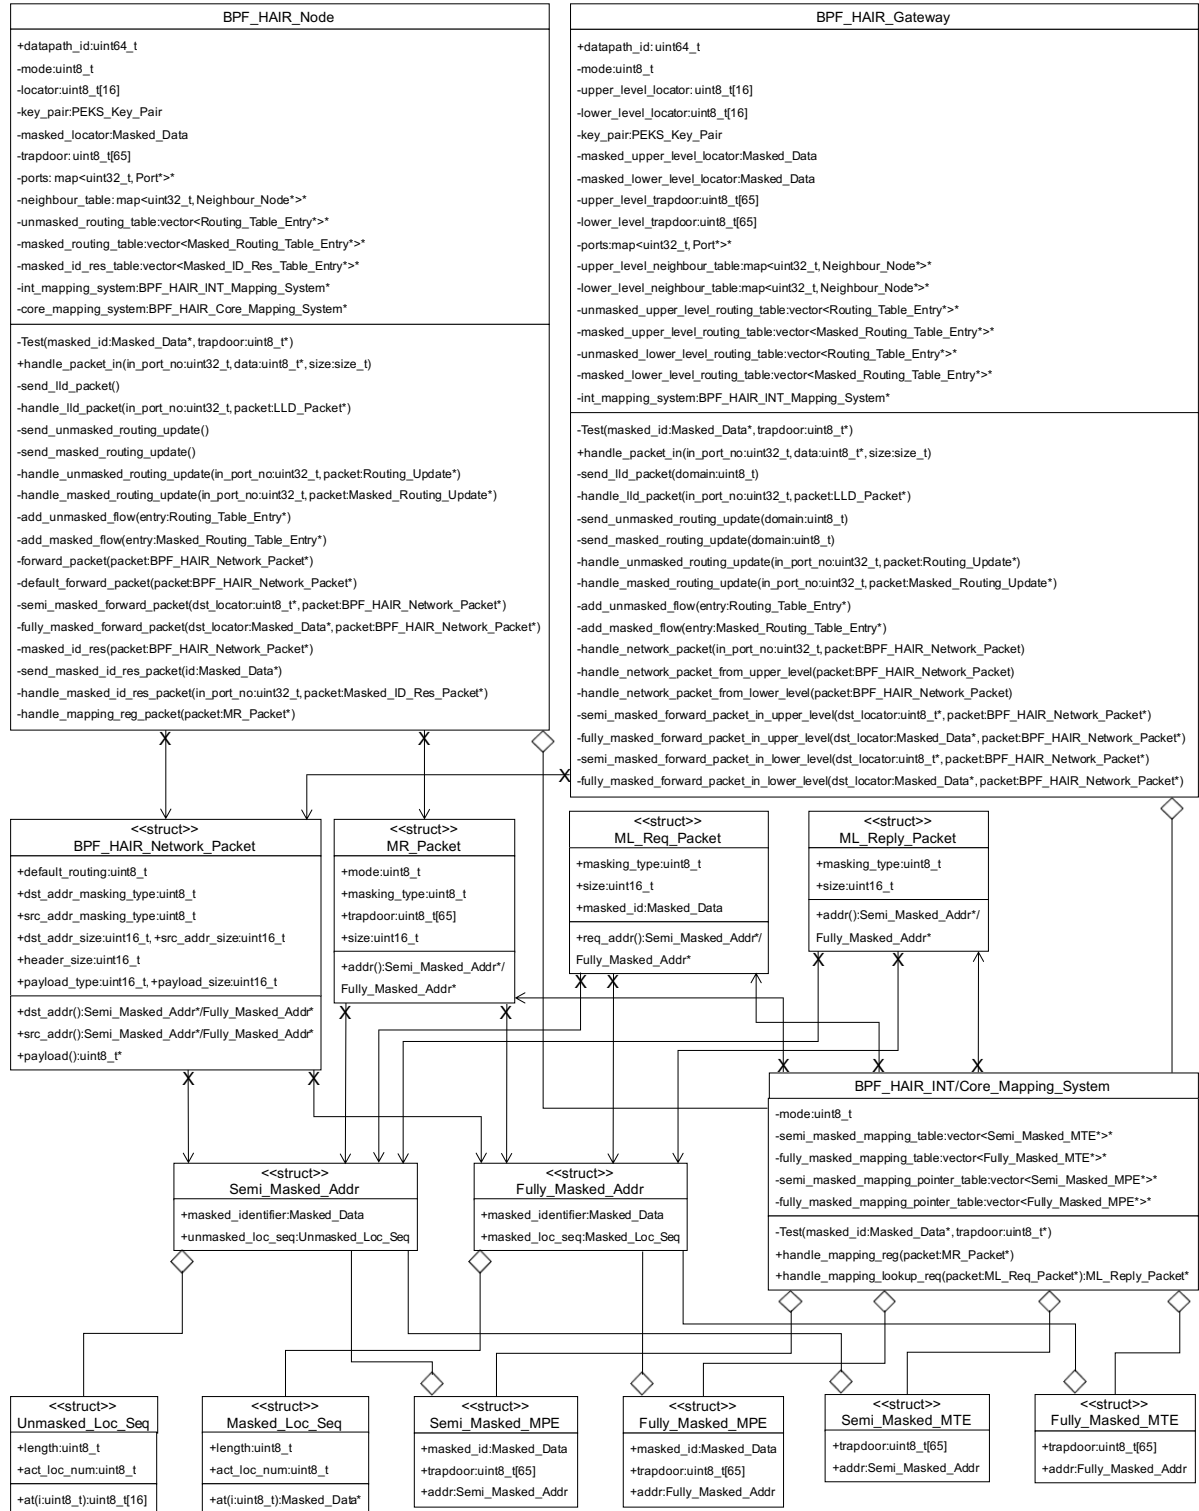 BPF_HAIR_Node
+datapath_id:uint64_t
-mode:uint8_t
-locator:uint8_t[16]
-key_pair:PEKS_Key_Pair
-masked_locator:Masked_Data
-trapdoor:uint8_t[65]
-ports: map<uint32_t, Port*>*
-neighbour_table: map<uint32_t, Neighbour_Node*>*
-unmasked_routing_table:vector<Routing_Table_Entry*>*
-masked_routing_table:vector<Masked_Routing_Table_Entry*>*
-masked_id_res_table:vector<Masked_ID_Res_Table_Entry*>*
-int_mapping_system:BPF_HAIR_INT_Mapping_System*
-core_mapping_system:BPF_HAIR_Core_Mapping_System*
-Test(masked_id:Masked_Data*, trapdoor:uint8_t*)
+handle_packet_in(in_port_no:uint32_t, data:uint8_t*, size:size_t)
-send_lld_packet()
-handle_lld_packet(in_port_no:uint32_t, packet:LLD_Packet*)
-send_unmasked_routing_update()
-send_masked_routing_update()
-handle_unmasked_routing_update(in_port_no:uint32_t, packet:Routing_Update*)
-handle_masked_routing_update(in_port_no:uint32_t, packet:Masked_Routing_Update*)
-add_unmasked_flow(entry:Routing_Table_Entry*)
-add_masked_flow(entry:Masked_Routing_Table_Entry*)
-forward_packet(packet:BPF_HAIR_Network_Packet*)
-default_forward_packet(packet:BPF_HAIR_Network_Packet*)
-semi_masked_forward_packet(dst_locator:uint8_t*, packet:BPF_HAIR_Network_Packet*)
-fully_masked_forward_packet(dst_locator:Masked_Data*, packet:BPF_HAIR_Network_Packet*)
-masked_id_res(packet:BPF_HAIR_Network_Packet*)
-send_masked_id_res_packet(id:Masked_Data*)
-handle_masked_id_res_packet(in_port_no:uint32_t, packet:Masked_ID_Res_Packet*)
-handle_mapping_reg_packet(packet:MR_Packet*)
BPF_HAIR_Gateway
+datapath_id: uint64_t
-mode:uint8_t
-upper_level_locator: uint8_t[16]
-lower_level_locator:uint8_t[16]
-key_pair:PEKS_Key_Pair
-masked_upper_level_locator:Masked_Data
-masked_lower_level_locator:Masked_Data
-upper_level_trapdoor:uint8_t[65]
-lower_level_trapdoor:uint8_t[65]
-ports:map<uint32_t, Port*>*
-upper_level_neighbour_table:map<uint32_t, Neighbour_Node*>*
-lower_level_neighbour_table:map<uint32_t, Neighbour_Node*>*
-unmasked_upper_level_routing_table:vector<Routing_Table_Entry*>*
-masked_upper_level_routing_table:vector<Masked_Routing_Table_Entry*>*
-unmasked_lower_level_routing_table:vector<Routing_Table_Entry*>*
-masked_lower_level_routing_table:vector<Masked_Routing_Table_Entry*>*
-int_mapping_system:BPF_HAIR_INT_Mapping_System*
-Test(masked_id:Masked_Data*, trapdoor:uint8_t*)
+handle_packet_in(in_port_no:uint32_t, data:uint8_t*, size:size_t)
-send_lld_packet(domain:uint8_t)
-handle_lld_packet(in_port_no:uint32_t, packet:LLD_Packet*)
-send_unmasked_routing_update(domain:uint8_t)
-send_masked_routing_update(domain:uint8_t)
-handle_unmasked_routing_update(in_port_no:uint32_t, packet:Routing_Update*)
-handle_masked_routing_update(in_port_no:uint32_t, packet:Masked_Routing_Update*)
-add_unmasked_flow(entry:Routing_Table_Entry*)
-add_masked_flow(entry:Masked_Routing_Table_Entry*)
-handle_network_packet(in_port_no:uint32_t, packet:BPF_HAIR_Network_Packet)
-handle_network_packet_from_upper_level(packet:BPF_HAIR_Network_Packet)
-handle_network_packet_from_lower_level(packet:BPF_HAIR_Network_Packet)
-semi_masked_forward_packet_in_upper_level(dst_locator:uint8_t*, packet:BPF_HAIR_Network_Packet*)
-fully_masked_forward_packet_in_upper_level(dst_locator:Masked_Data*, packet:BPF_HAIR_Network_Packet*)
-semi_masked_forward_packet_in_lower_level(dst_locator:uint8_t*, packet:BPF_HAIR_Network_Packet*)
-fully_masked_forward_packet_in_lower_level(dst_locator:Masked_Data*, packet:BPF_HAIR_Network_Packet*)
<<struct>>
BPF_HAIR_Network_Packet
+default_routing:uint8_t
+dst_addr_masking_type:uint8_t
+src_addr_masking_type:uint8_t
+dst_addr_size:uint16_t, +src_addr_size:uint16_t
+header_size:uint16_t
+payload_type:uint16_t, +payload_size:uint16_t
+dst_addr():Semi_Masked_Addr*/Fully_Masked_Addr*
+src_addr():Semi_Masked_Addr*/Fully_Masked_Addr*
+payload():uint8_t*
<<struct>>
MR_Packet
+mode:uint8_t
+masking_type:uint8_t
+trapdoor:uint8_t[65]
+size:uint16_t
+addr():Semi_Masked_Addr*/
Fully_Masked_Addr*
<<struct>>
ML_Req_Packet
+masking_type:uint8_t
+size:uint16_t
+masked_id:Masked_Data
+req_addr():Semi_Masked_Addr*/
Fully_Masked_Addr*
<<struct>>
ML_Reply_Packet
+masking_type:uint8_t
+size:uint16_t
+addr():Semi_Masked_Addr*/
Fully_Masked_Addr*
BPF_HAIR_INT/Core_Mapping_System
-mode:uint8_t
-semi_masked_mapping_table:vector<Semi_Masked_MTE*>*
-fully_masked_mapping_table:vector<Fully_Masked_MTE*>*
-semi_masked_mapping_pointer_table:vector<Semi_Masked_MPE*>*
-fully_masked_mapping_pointer_table:vector<Fully_Masked_MPE*>*
-Test(masked_id:Masked_Data*, trapdoor:uint8_t*)
+handle_mapping_reg(packet:MR_Packet*)
+handle_mapping_lookup_req(packet:ML_Req_Packet*):ML_Reply_Packet*
<<struct>>
Semi_Masked_Addr
+masked_identifier:Masked_Data
+unmasked_loc_seq:Unmasked_Loc_Seq
<<struct>>
Fully_Masked_Addr
+masked_identifier:Masked_Data
+masked_loc_seq:Masked_Loc_Seq
<<struct>>
Unmasked_Loc_Seq
+length:uint8_t
+act_loc_num:uint8_t
+at(i:uint8_t):uint8_t[16]
<<struct>>
Masked_Loc_Seq
+length:uint8_t
+act_loc_num:uint8_t
+at(i:uint8_t):Masked_Data*
<<struct>>
Semi_Masked_MPE
+masked_id:Masked_Data
+trapdoor:uint8_t[65]
+addr:Semi_Masked_Addr
<<struct>>
Fully_Masked_MPE
+masked_id:Masked_Data
+trapdoor:uint8_t[65]
+addr:Fully_Masked_Addr
<<struct>>
Semi_Masked_MTE
+trapdoor:uint8_t[65]
+addr:Semi_Masked_Addr
<<struct>>
Fully_Masked_MTE
+trapdoor:uint8_t[65]
+addr:Fully_Masked_Addr